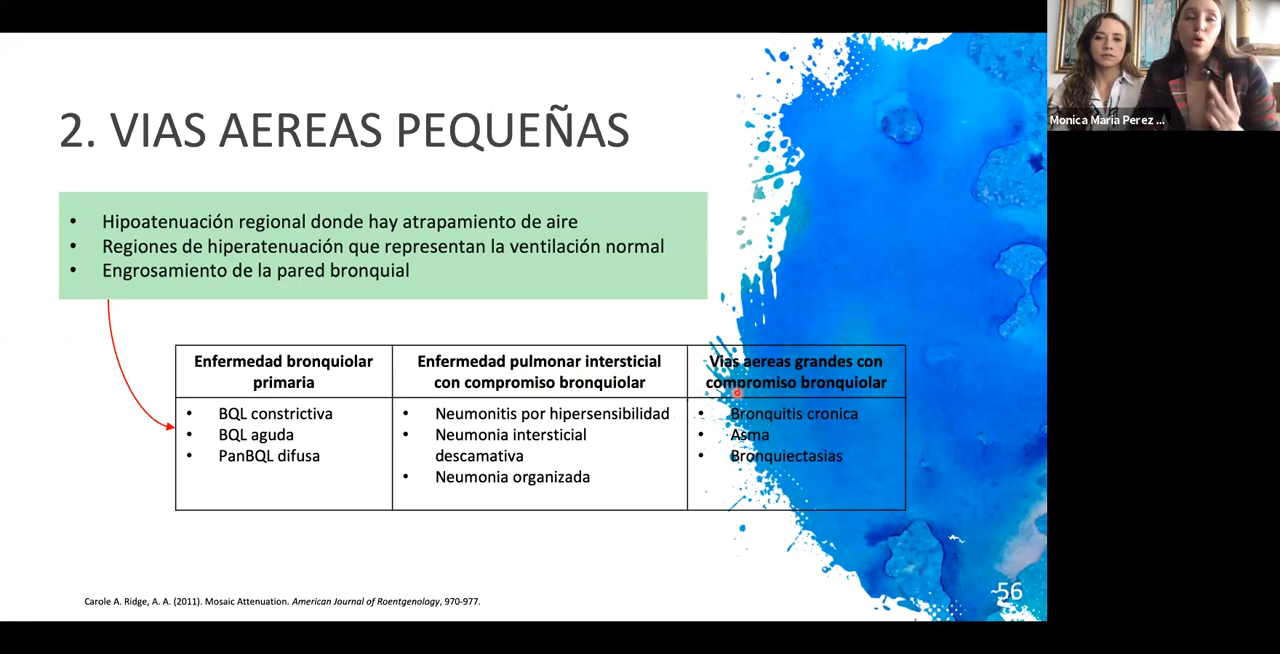 2. VIAS AEREAS PEQUEÑAS
• Hipoatenuación regional donde hay atrapamiento de aire
• Regiones de hiperatenuación que representan la ventilación normal
• Engrosamiento de la pared bronquial
Enfermedad bronquiolar
primaria
• BQL constrictiva
• BQL aguda
• PanBQL difusa
Enfermedad pulmonar intersticial
con compromiso bronquiolar
• Neumonitis por hipersensibilidad
• Neumonia intersticial
descamativa
• Neumonia organizada
Vias aereas grandes con
compromiso bronquiolar
• Bronquitis cronica
• Asma
• Bronquiectasias
Carole A. Ridge, A. A. (2011). Mosaic Attenuation. American Journal of Roentgenology, 970-977.
56
Monica Maria Perez ...